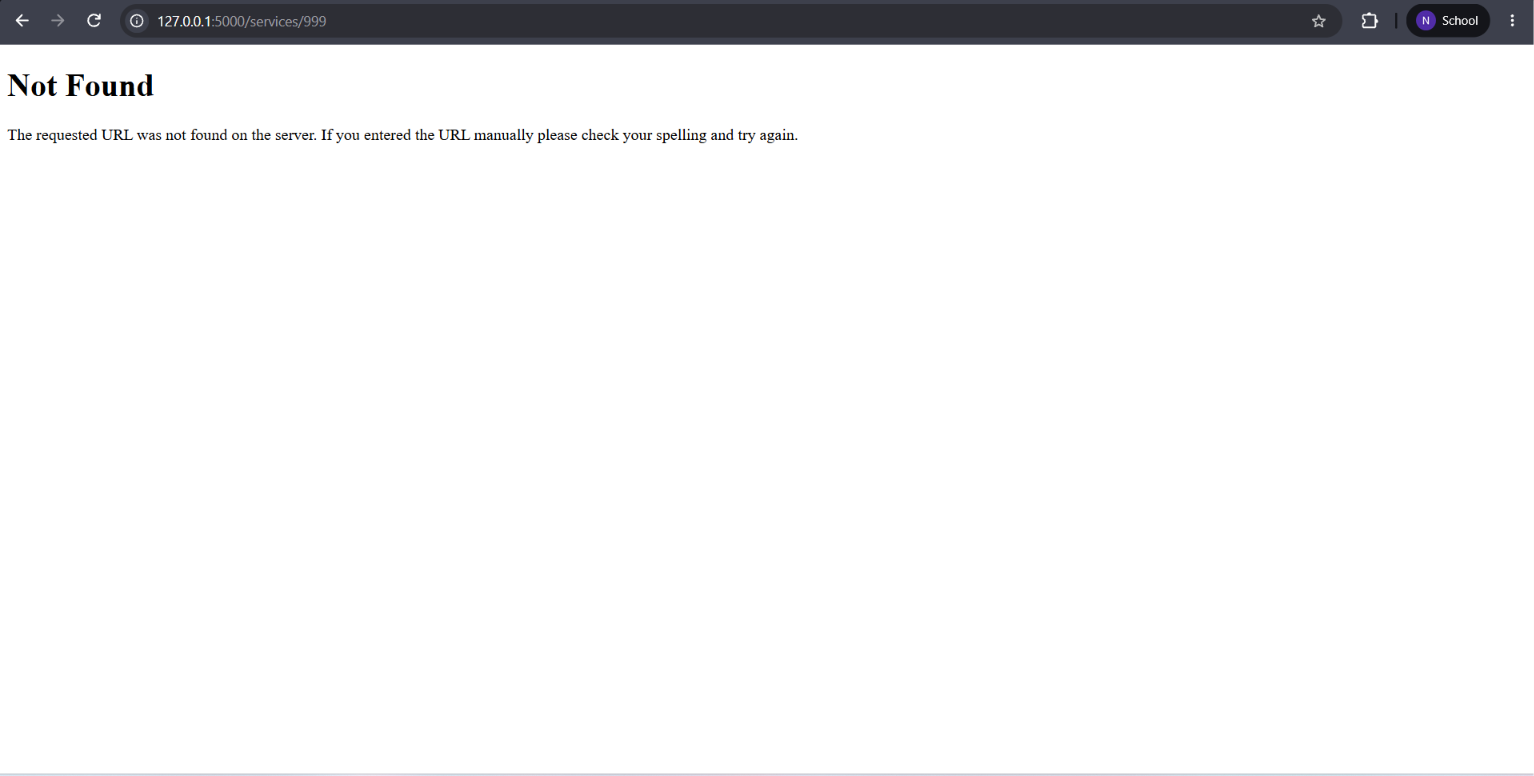 127.0.0.1:5000/services/999
N School
Not Found
The requested URL was not found on the server. If you entered the URL manually please check your spelling and try again.